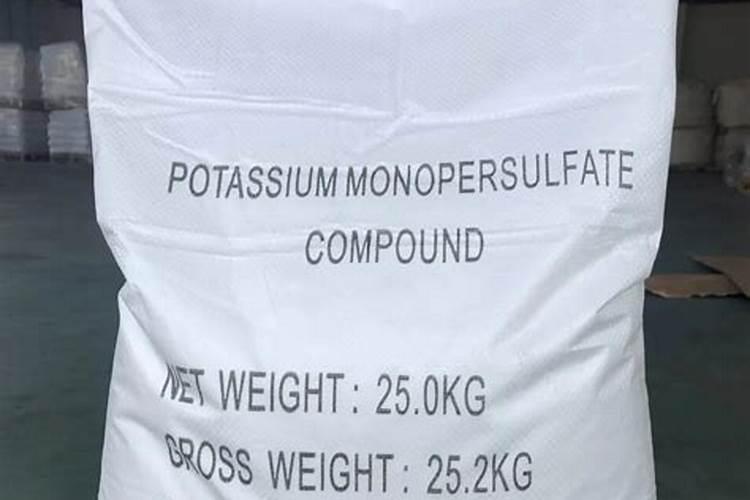 POTASSIUM MONOPERSULFATE
COMPOUND
NET WEIGHT: 25.0KG
GROSS WEIGHT: 25.2KG